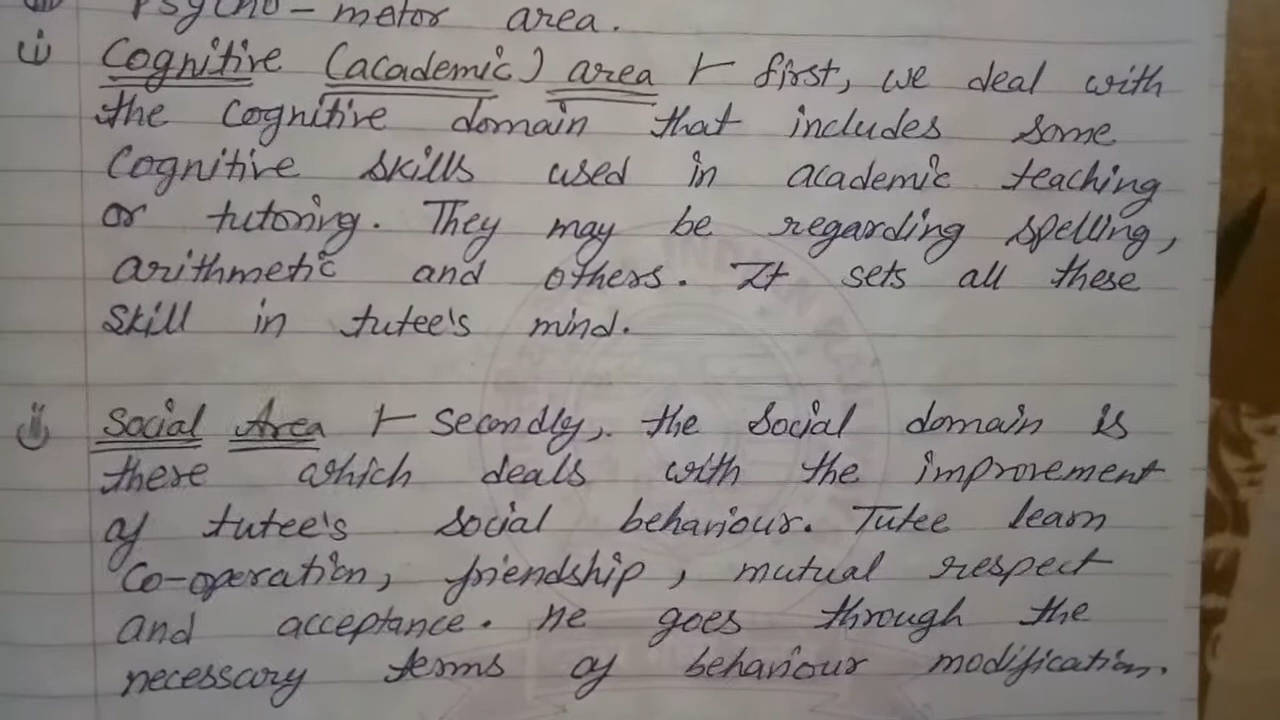 Psycho - motor area.
i) Cognitive (academic) area :- first, we deal with
the cognitive domain that includes some
cognitive skills used in academic teaching
or tutoring. They may be regarding spelling,
arithmetic and others. It sets all these
skill in tutee's mind.
ii) Social Area :- secondly, the social domain is
there which deals with the improvement
of tutee's social behaviour. Tutee learn
co-operation, friendship, mutual respect
and acceptance. He goes through the
necessary terms of behaviour modification.